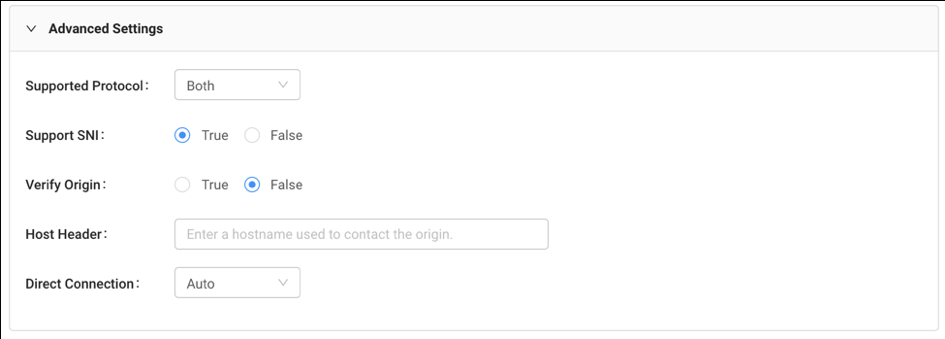 Advanced Settings
Supported Protocol: Both
Support SNI: True False
Verify Origin: True False
Host Header: Enter a hostname used to contact the origin.
Direct Connection: Auto